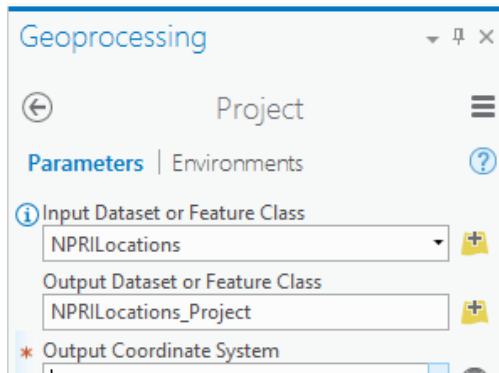 Geoprocessing
Project
Parameters | Environments
Input Dataset or Feature Class
NPRILocations
Output Dataset or Feature Class
NPRILocations_Project
* Output Coordinate System